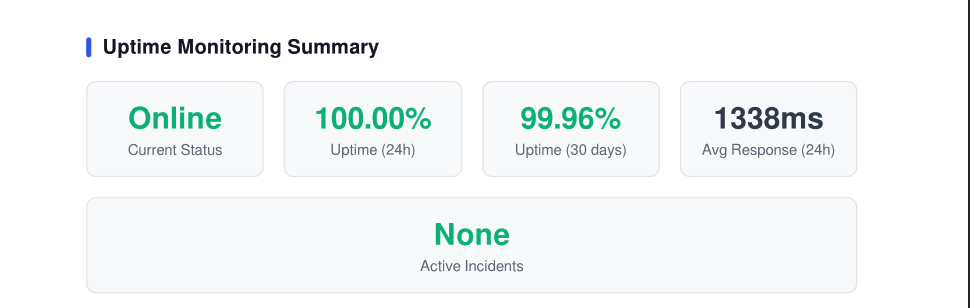 Uptime Monitoring Summary
Online
Current Status
100.00%
Uptime (24h)
99.96%
Uptime (30 days)
1338ms
Avg Response (24h)
None
Active Incidents